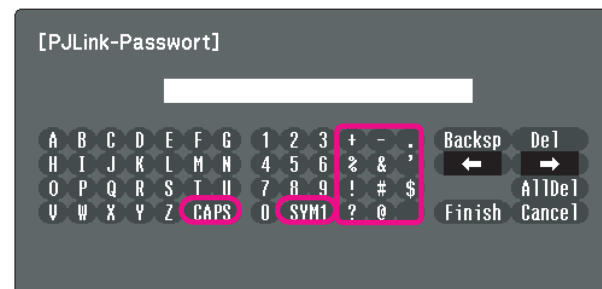 [PJLink-Passwort]
A B C D E F G 1 2 3 + - . Backsp Del
H I J K L M N 4 5 6 % & ' ← →
O P Q R S T U 7 8 9 ! # $ AllDel
V W X Y Z CAPS 0 SYM1 ? @ Finish Cancel